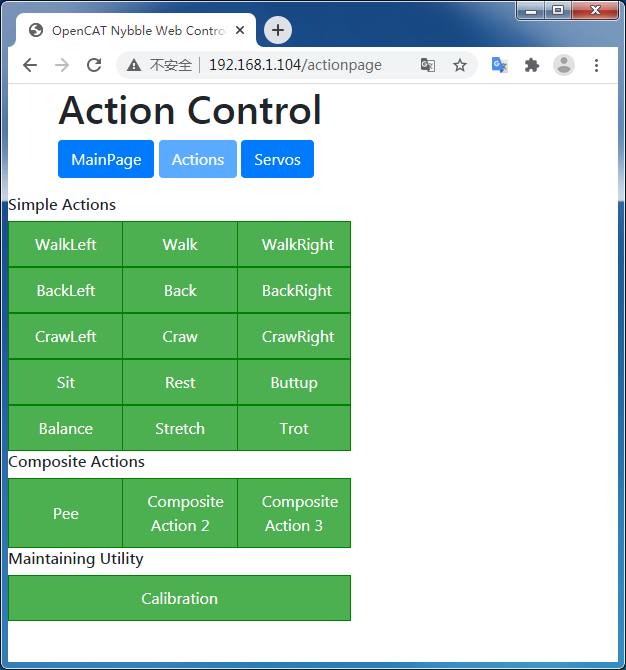 OpenCAT Nybble Web Contro
不安全 192.168.1.104/actionpage
Action Control
MainPage Actions Servos
Simple Actions
WalkLeft Walk WalkRight
BackLeft Back BackRight
CrawLeft Craw CrawRight
Sit Rest Buttup
Balance Stretch Trot
Composite Actions
Pee Composite Composite
Action 2 Action 3
Maintaining Utility
Calibration